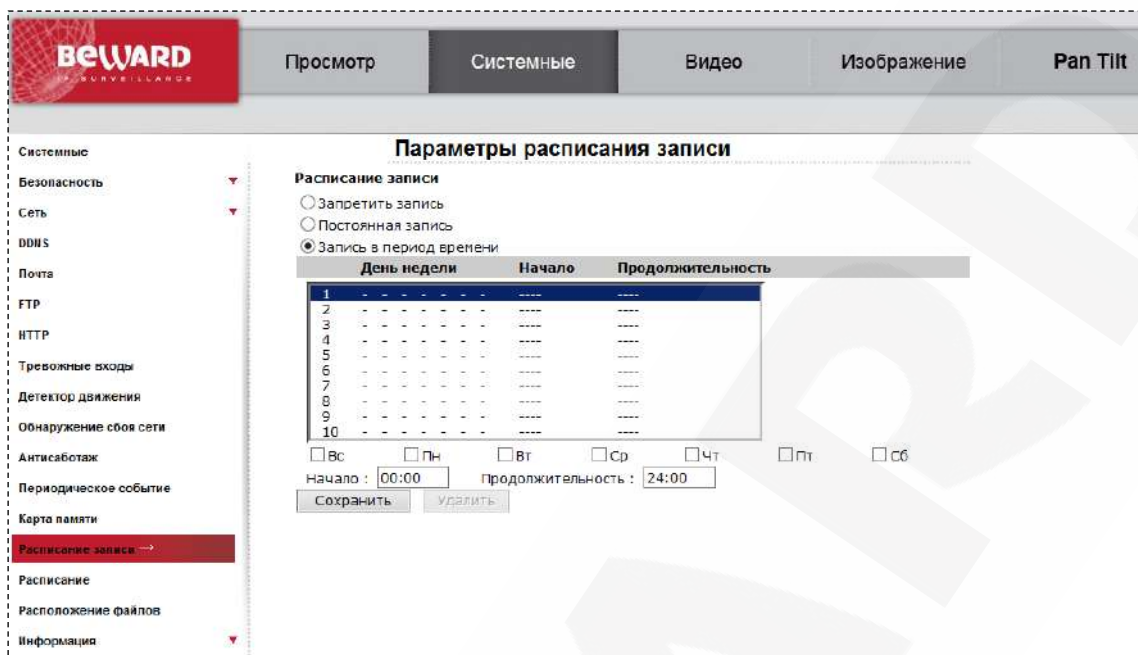 BEWARD
IP SURVEILLANCE
Просмотр
Системные
Видео
Изображение
Pan Tilt
Системные
Безопасность
Сеть
DDNS
Почта
FTP
HTTP
Тревожные входы
Детектор движения
Обнаружение сбоя сети
Антисаботаж
Периодическое событие
Карта памяти
Расписание записи →
Расписание
Расположение файлов
Информация
Параметры расписания записи
Расписание записи
Запретить запись
Постоянная запись
Запись в период времени
День недели Начало Продолжительность
1 - - - - - - - ---- ----
2 - - - - - - - ---- ----
3 - - - - - - - ---- ----
4 - - - - - - - ---- ----
5 - - - - - - - ---- ----
6 - - - - - - - ---- ----
7 - - - - - - - ---- ----
8 - - - - - - - ---- ----
9 - - - - - - - ---- ----
10 - - - - - - - ---- ----
Вс Пн Вт Ср Чт Пт Сб
Начало : 00:00 Продолжительность : 24:00
Сохранить Удалить